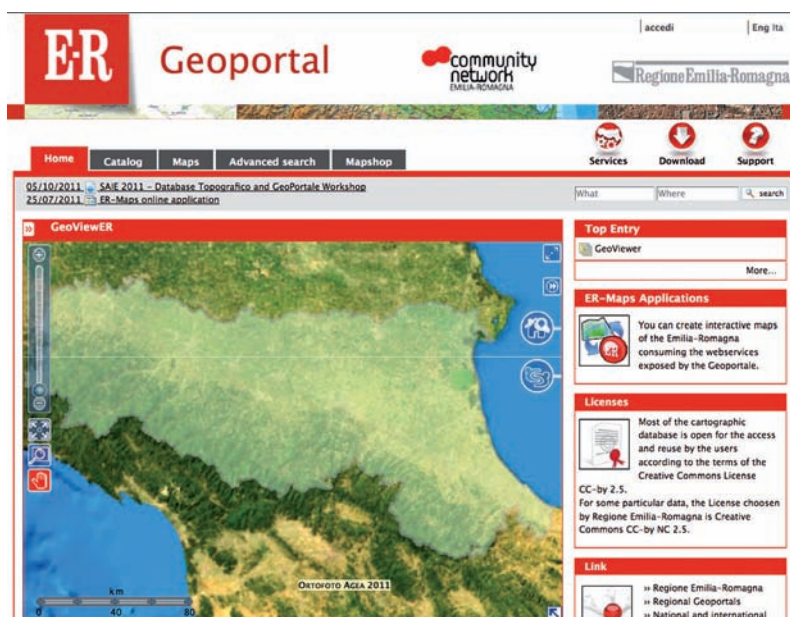 accedi
Eng Ita
E-R
Geoportal
community
network
EMILIA-ROMAGNA
Regione Emilia-Romagna
Home
Catalog
Maps
Advanced search
Mapshop
Services
Download
Support
05/10/2011 SAIE 2011 - Database Topografico and GeoPortale Workshop
25/07/2011 ER-Maps online application
What
Where
search
GeoViewER
km
0 40 80
ORTOFOTO AGEA 2011
Top Entry
GeoViewer
More...
ER-Maps Applications
You can create interactive maps
of the Emilia-Romagna
consuming the webservices
exposed by the Geoportale.
E-R
Licenses
Most of the cartographic
database is open for the access
and reuse by the users
according to the terms of the
Creative Commons License
CC-by 2.5.
For some particular data, the License choosen
by Regione Emilia-Romagna is Creative
Commons CC-by NC 2.5.
Link
» Regione Emilia-Romagna
» Regional Geoportals
» National and international